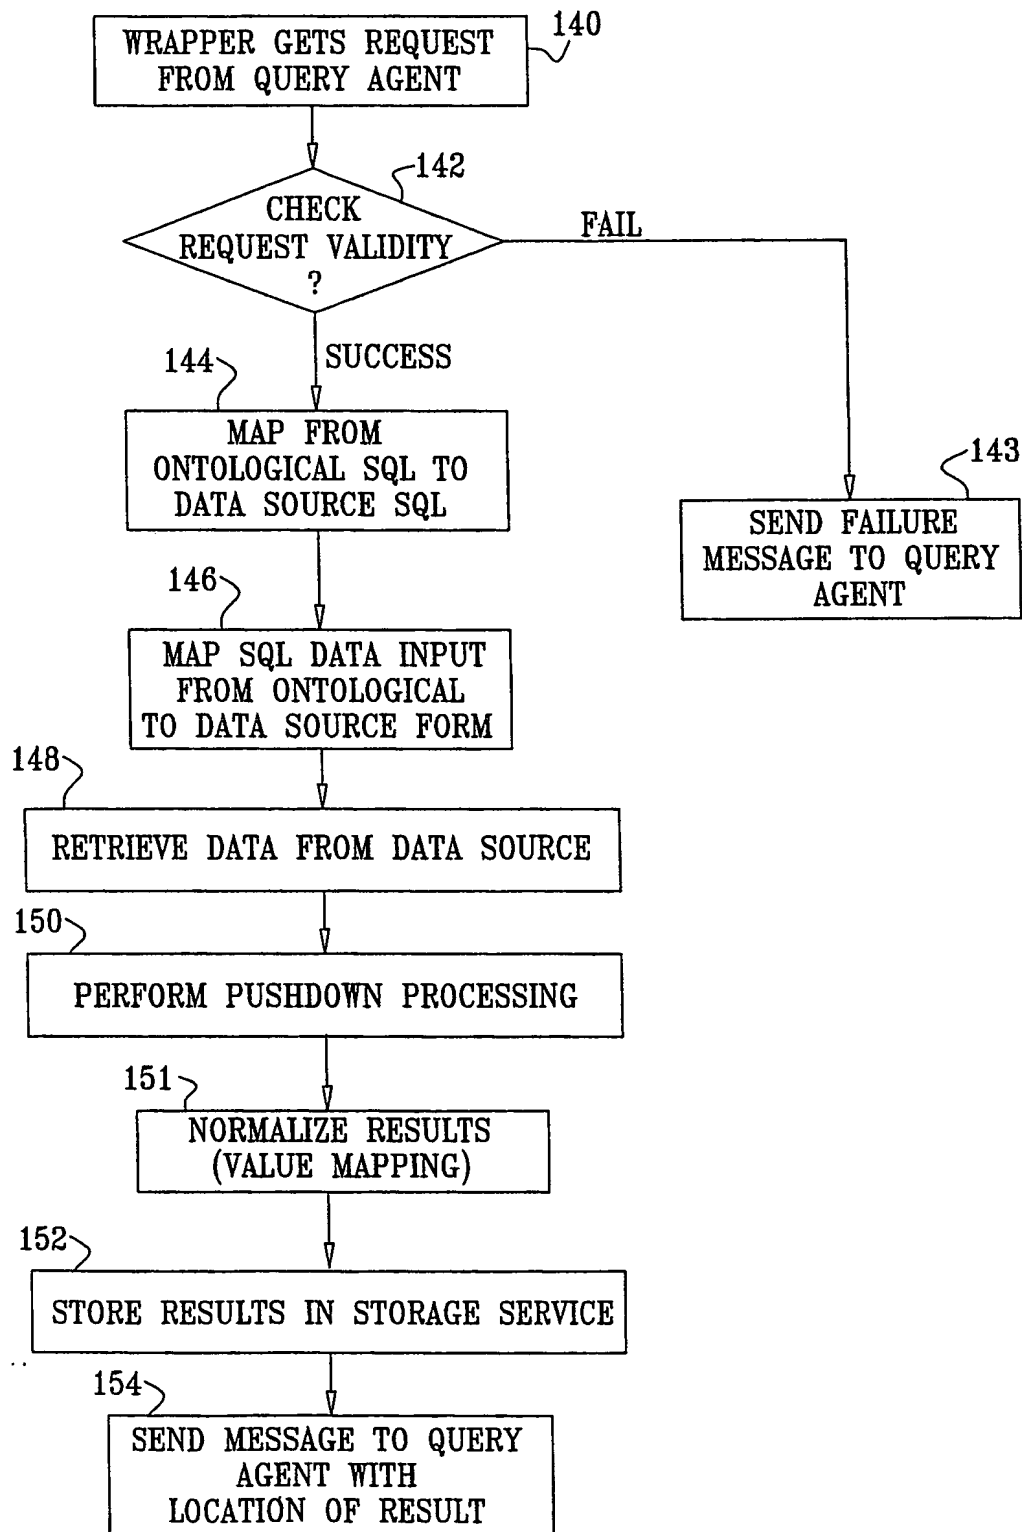 WRAPPER GETS REQUEST
FROM QUERY AGENT
140
142
CHECK
REQUEST VALIDITY
?
FAIL
SUCCESS
144
MAP FROM
ONTOLOGICAL SQL TO
DATA SOURCE SQL
143
SEND FAILURE
MESSAGE TO QUERY
AGENT
146
MAP SQL DATA INPUT
FROM ONTOLOGICAL
TO DATA SOURCE FORM
148
RETRIEVE DATA FROM DATA SOURCE
150
PERFORM PUSHDOWN PROCESSING
151
NORMALIZE RESULTS
(VALUE MAPPING)
152
STORE RESULTS IN STORAGE SERVICE
154
SEND MESSAGE TO QUERY
AGENT WITH
LOCATION OF RESULT